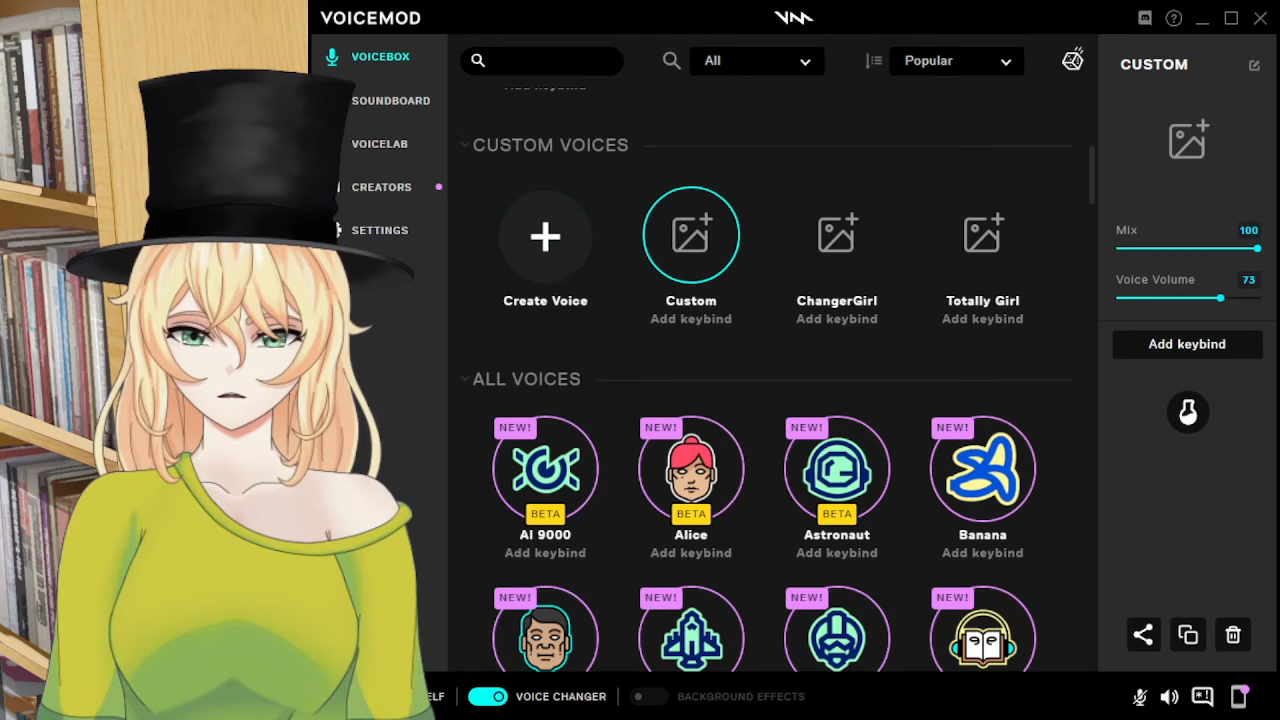 VOICEMOD
VOICEBOX
SOUNDBOARD
VOICELAB
CREATORS
SETTINGS
All
Popular
Add keybind
CUSTOM VOICES
Create Voice
Custom
Add keybind
ChangerGirl
Add keybind
Totally Girl
Add keybind
ALL VOICES
NEW!
BETA
AI 9000
Add keybind
NEW!
BETA
Alice
Add keybind
NEW!
BETA
Astronaut
Add keybind
NEW!
Banana
Add keybind
NEW!
NEW!
NEW!
NEW!
CUSTOM
Mix
100
Voice Volume
73
Add keybind
ELF
VOICE CHANGER
BACKGROUND EFFECTS